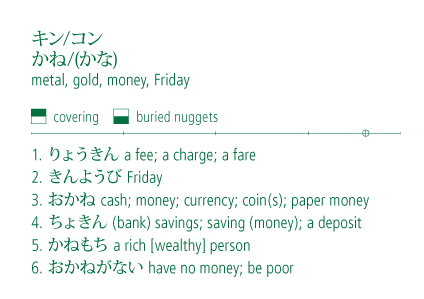 キン/コン
かね/(かな)
metal, gold, money, Friday
covering buried nuggets
1. りょうきん a fee; a charge; a fare
2. きんようび Friday
3. おかね cash; money; currency; coin(s); paper money
4. ちょきん (bank) savings; saving (money); a deposit
5. かねもち a rich [wealthy] person
6. おかねがない have no money; be poor